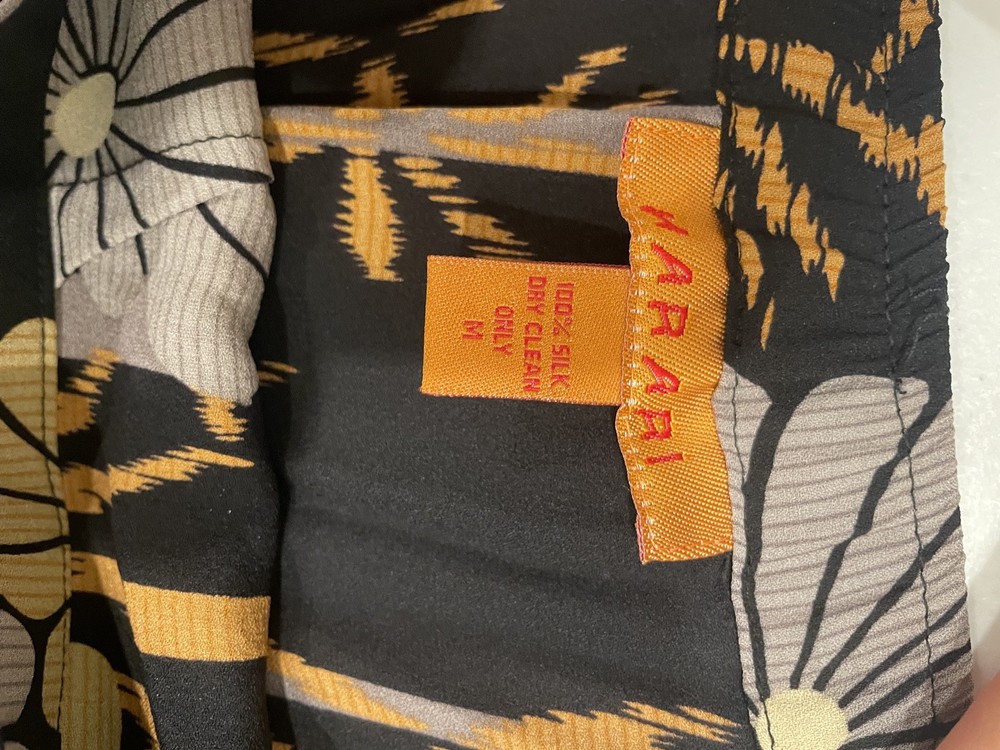 HARARI
100% SILK
DRY CLEAN
ONLY
M